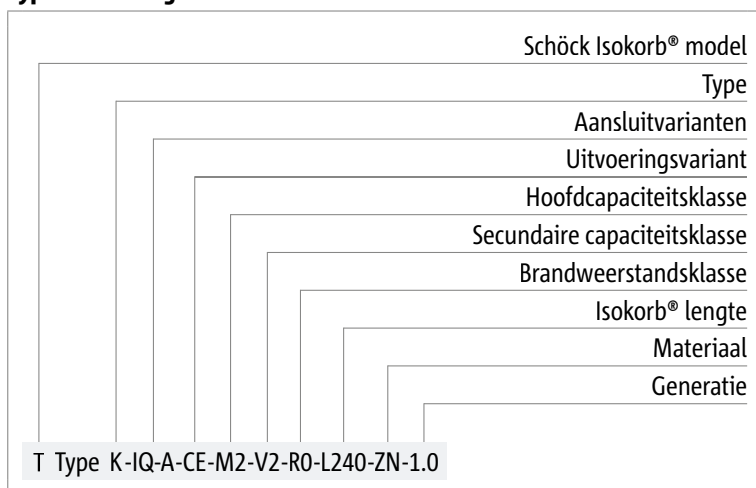 Schöck Isokorb® model
Type
Aansluitvarianten
Uitvoeringsvariant
Hoofdcapaciteitsklasse
Secundaire capaciteitsklasse
Brandweerstandsklasse
Isokorb® lengte
Materiaal
Generatie
T Type K-IQ-A-CE-M2-V2-R0-L240-ZN-1.0